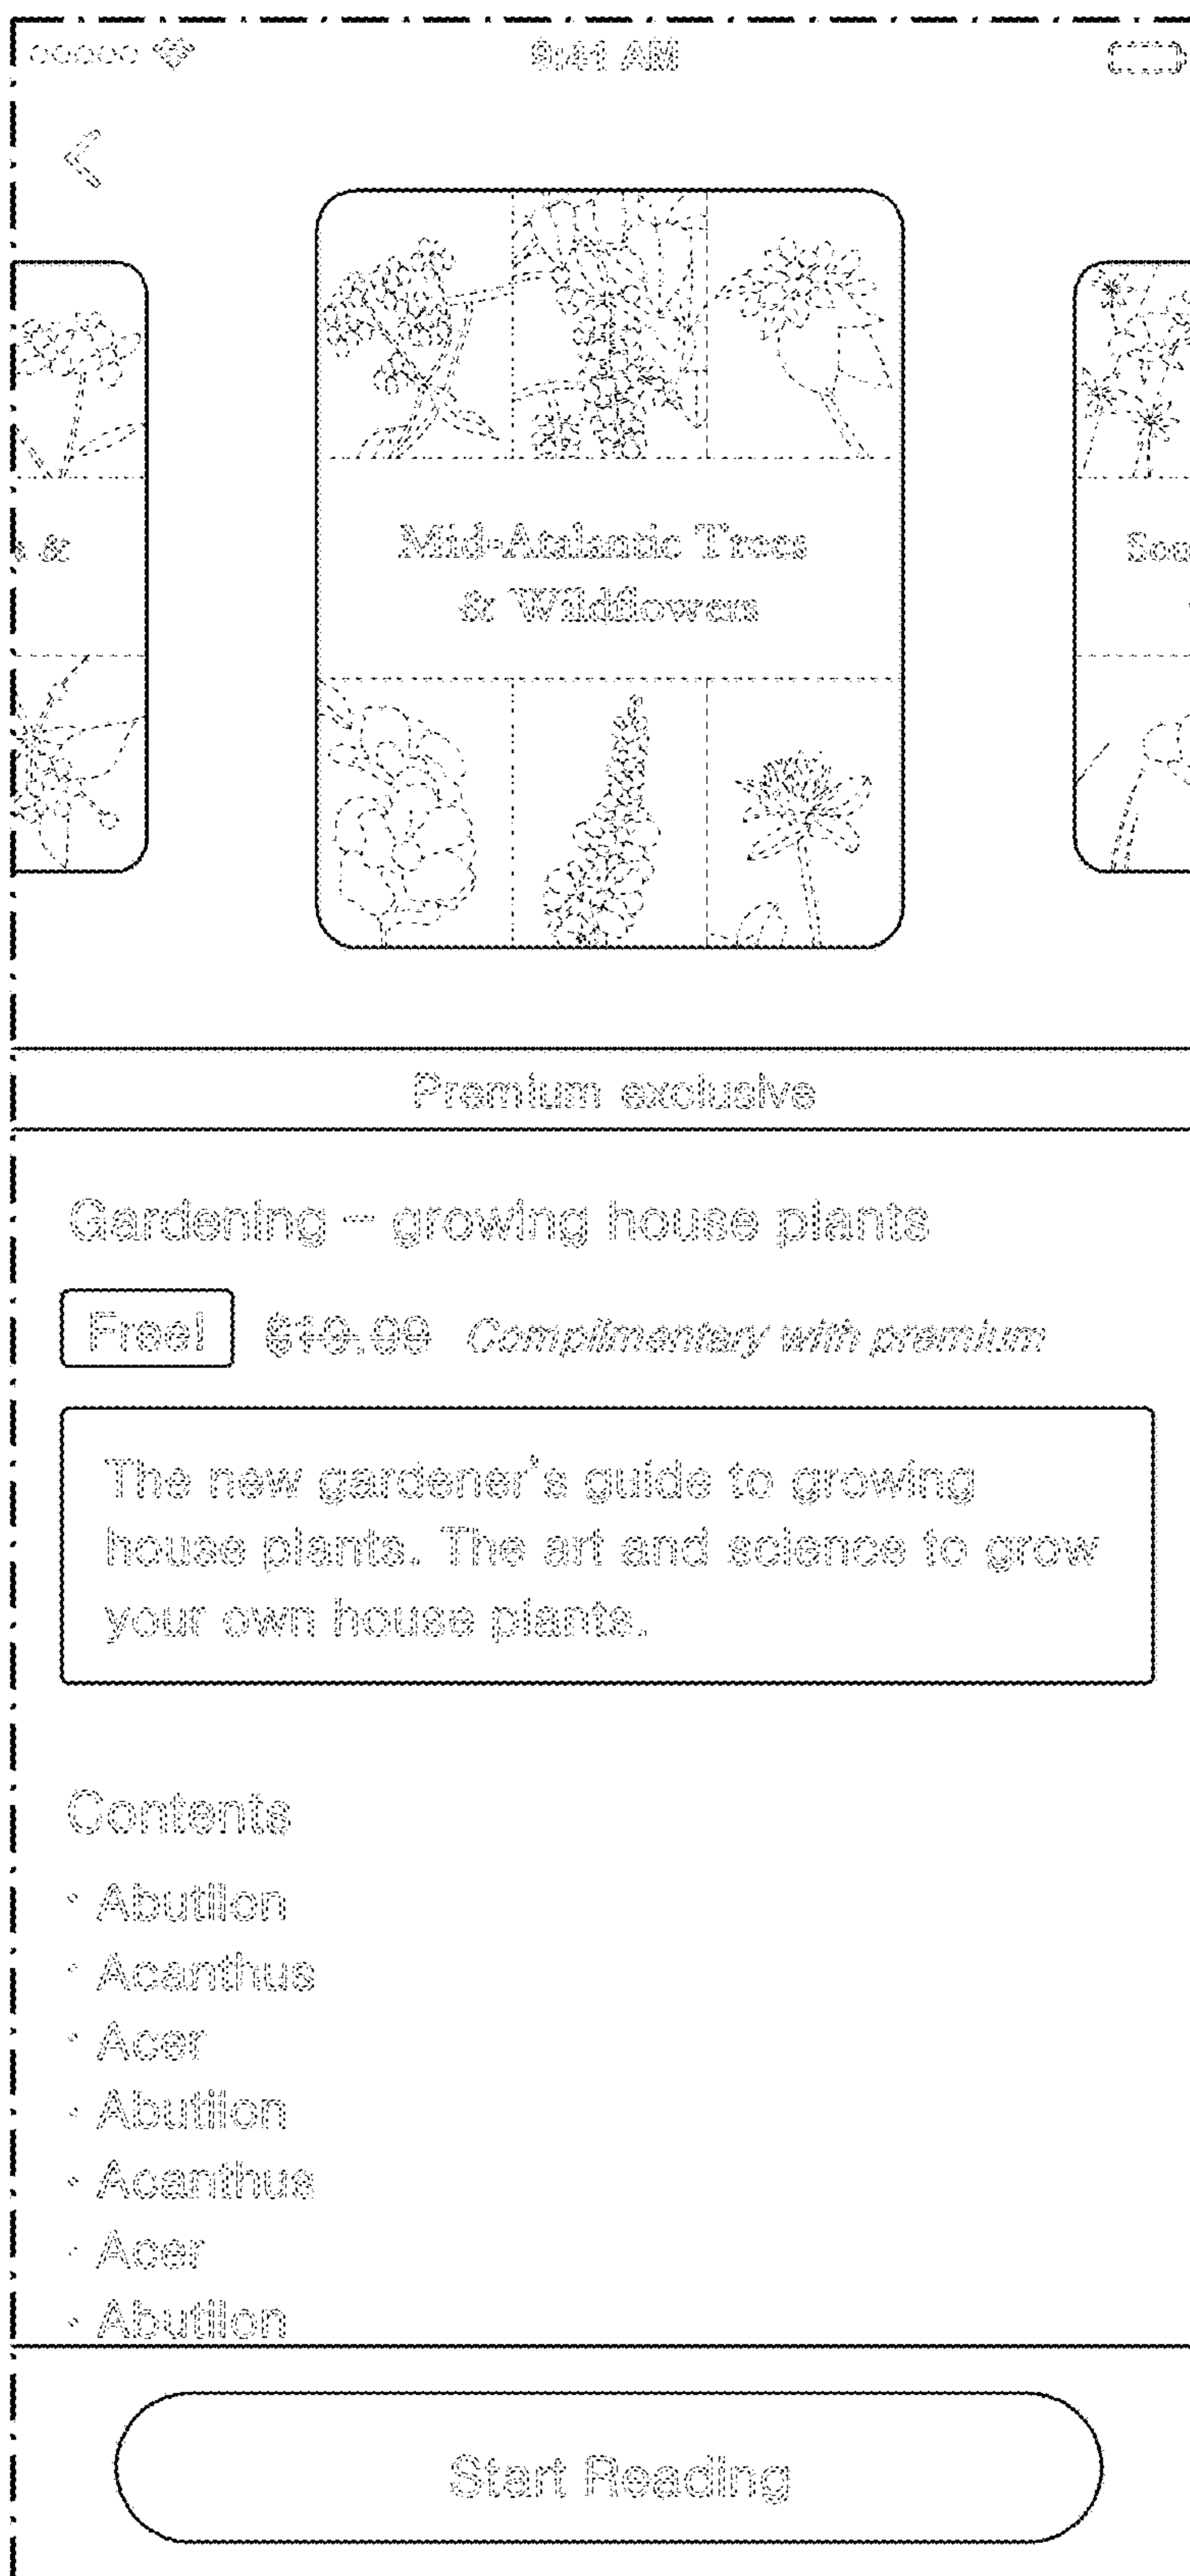 9:41 AM
&
Mid-Atalantic Trees
& Wildflowers
Premium exclusive
Gardening – growing house plants
Free! $19.99 Complimentary with premium
The new gardener's guide to growing
house plants. The art and science to grow
your own house plants.
Contents
• Abutilon
• Acanthus
• Acer
• Abutilon
• Acanthus
• Acer
• Abutilon
Start Reading